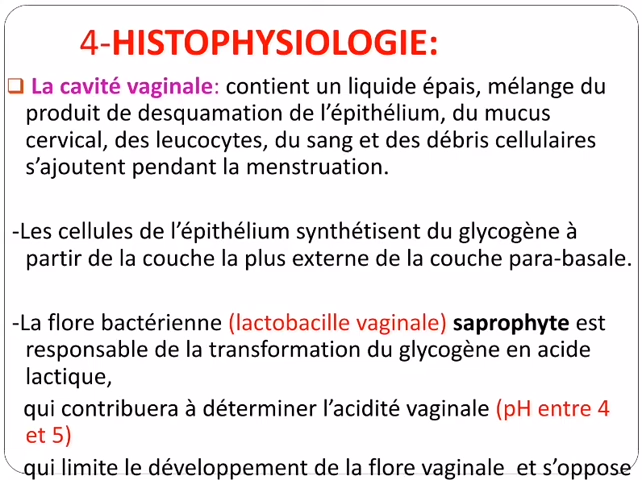 4-HISTOPHYSIOLOGIE:
La cavité vaginale: contient un liquide épais, mélange du
produit de desquamation de l’épithélium, du mucus
cervical, des leucocytes, du sang et des débris cellulaires
s’ajoutent pendant la menstruation.
-Les cellules de l’épithélium synthétisent du glycogène à
partir de la couche la plus externe de la couche para-basale.
-La flore bactérienne (lactobacille vaginale) saprophyte est
responsable de la transformation du glycogène en acide
lactique,
qui contribuera à déterminer l’acidité vaginale (pH entre 4
et 5)
qui limite le développement de la flore vaginale et s’oppose